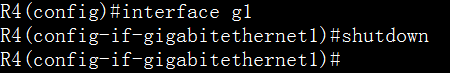 R4(config)#interface g1
R4(config-if-gigabitethernet1)#shutdown
R4(config-if-gigabitethernet1)#